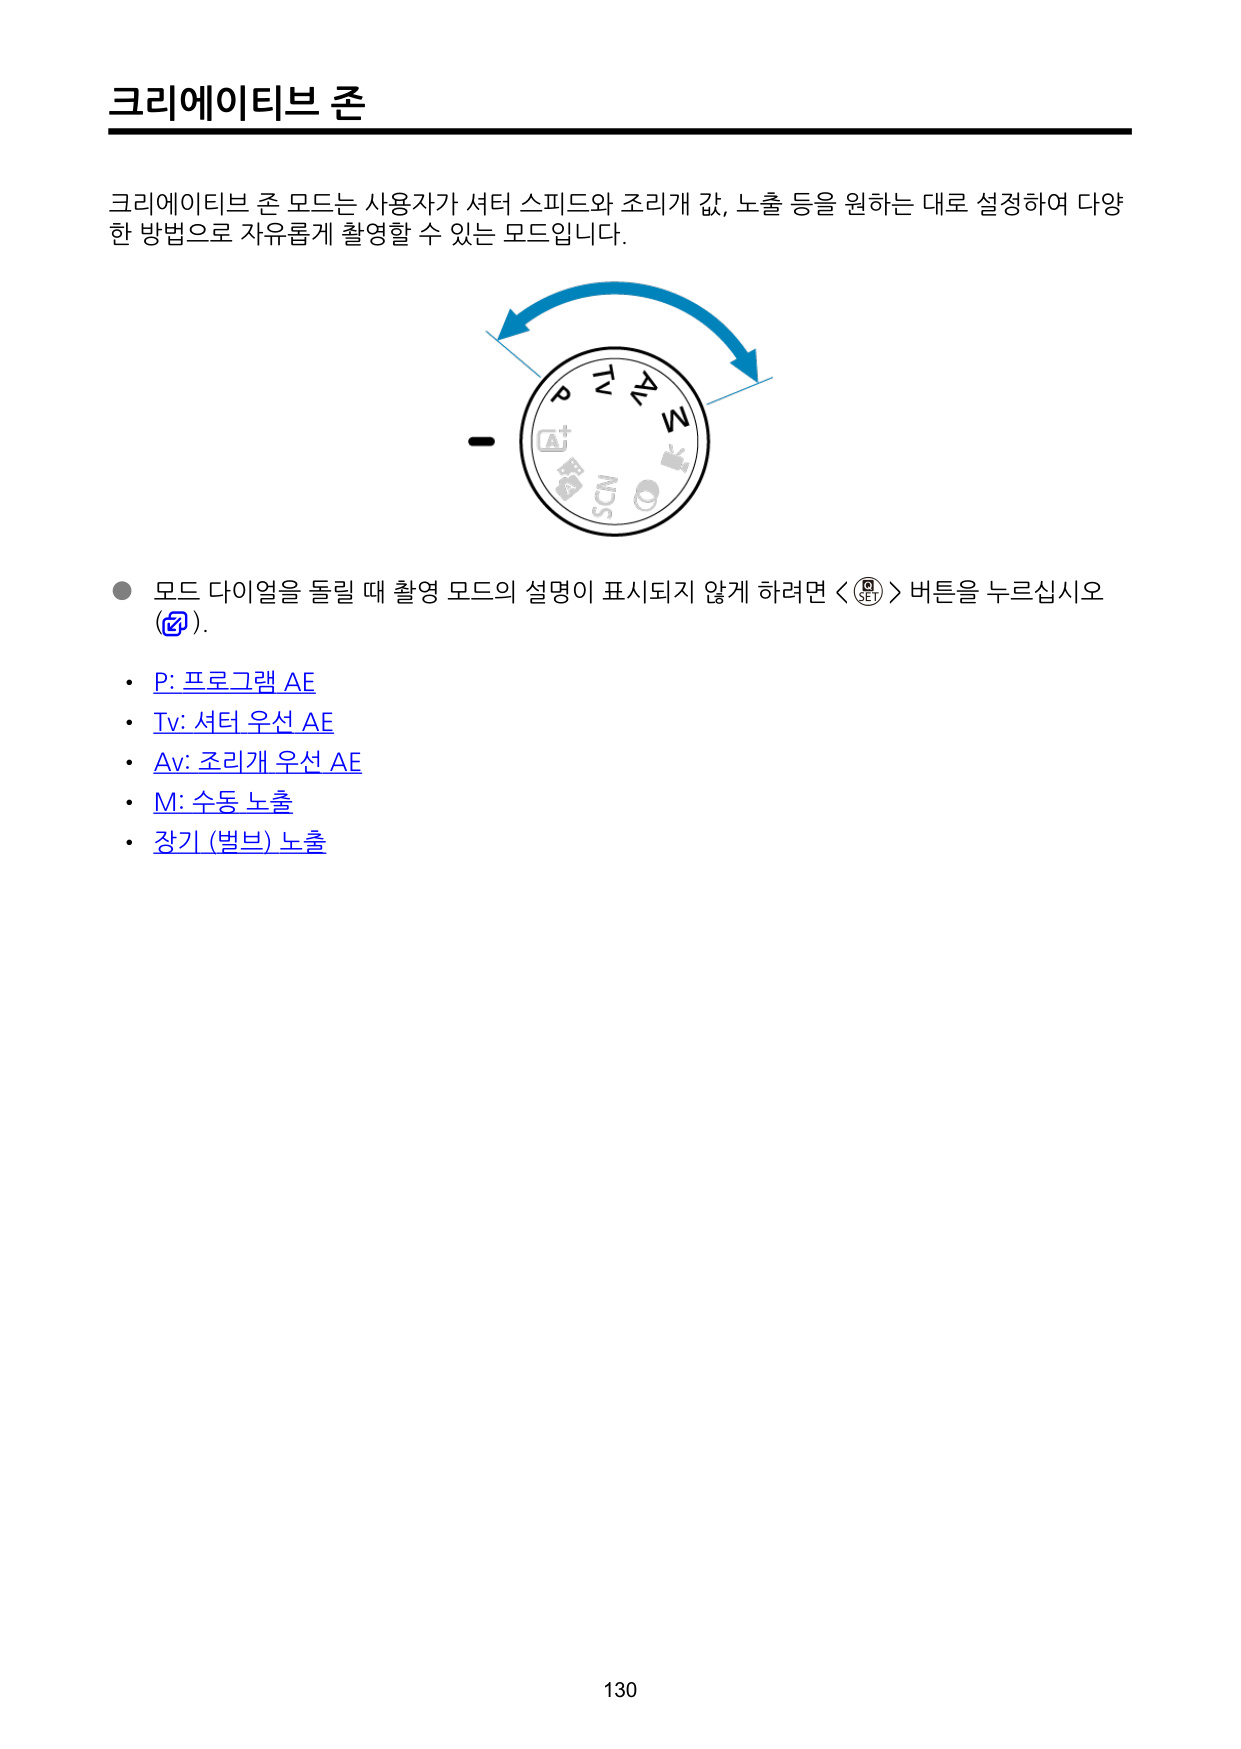 크리에이티브 존
크리에이티브 존 모드는 사용자가 셔터 스피드와 조리개 값, 노출 등을 원하는 대로 설정하여 다양
한 방법으로 자유롭게 촬영할 수 있는 모드입니다.
P
Tv
Av
M
A+
A
SCN
● 모드 다이얼을 돌릴 때 촬영 모드의 설명이 표시되지 않게 하려면 < Q SET > 버튼을 누르십시오
( ).
• P: 프로그램 AE
• Tv: 셔터 우선 AE
• Av: 조리개 우선 AE
• M: 수동 노출
• 장기 (벌브) 노출
130